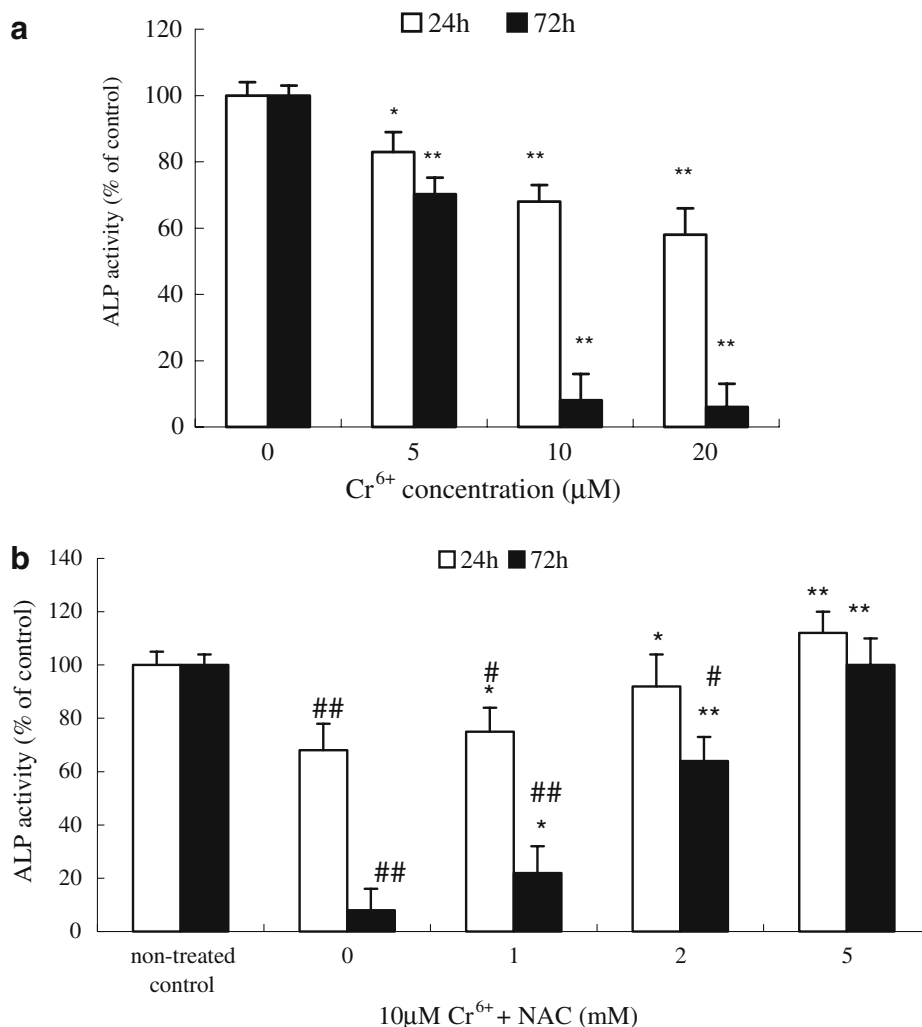 a
24h 72h
ALP activity (% of control)
120
100
80
60
40
20
0
* ** ** ** ** **
0 5 10 20
Cr⁶⁺ concentration (μM)
b
24h 72h
ALP activity (% of control)
140
120
100
80
60
40
20
0
## ## # * ## * * # ** ** **
non-treated control 0 1 2 5
10μM Cr⁶⁺ + NAC (mM)